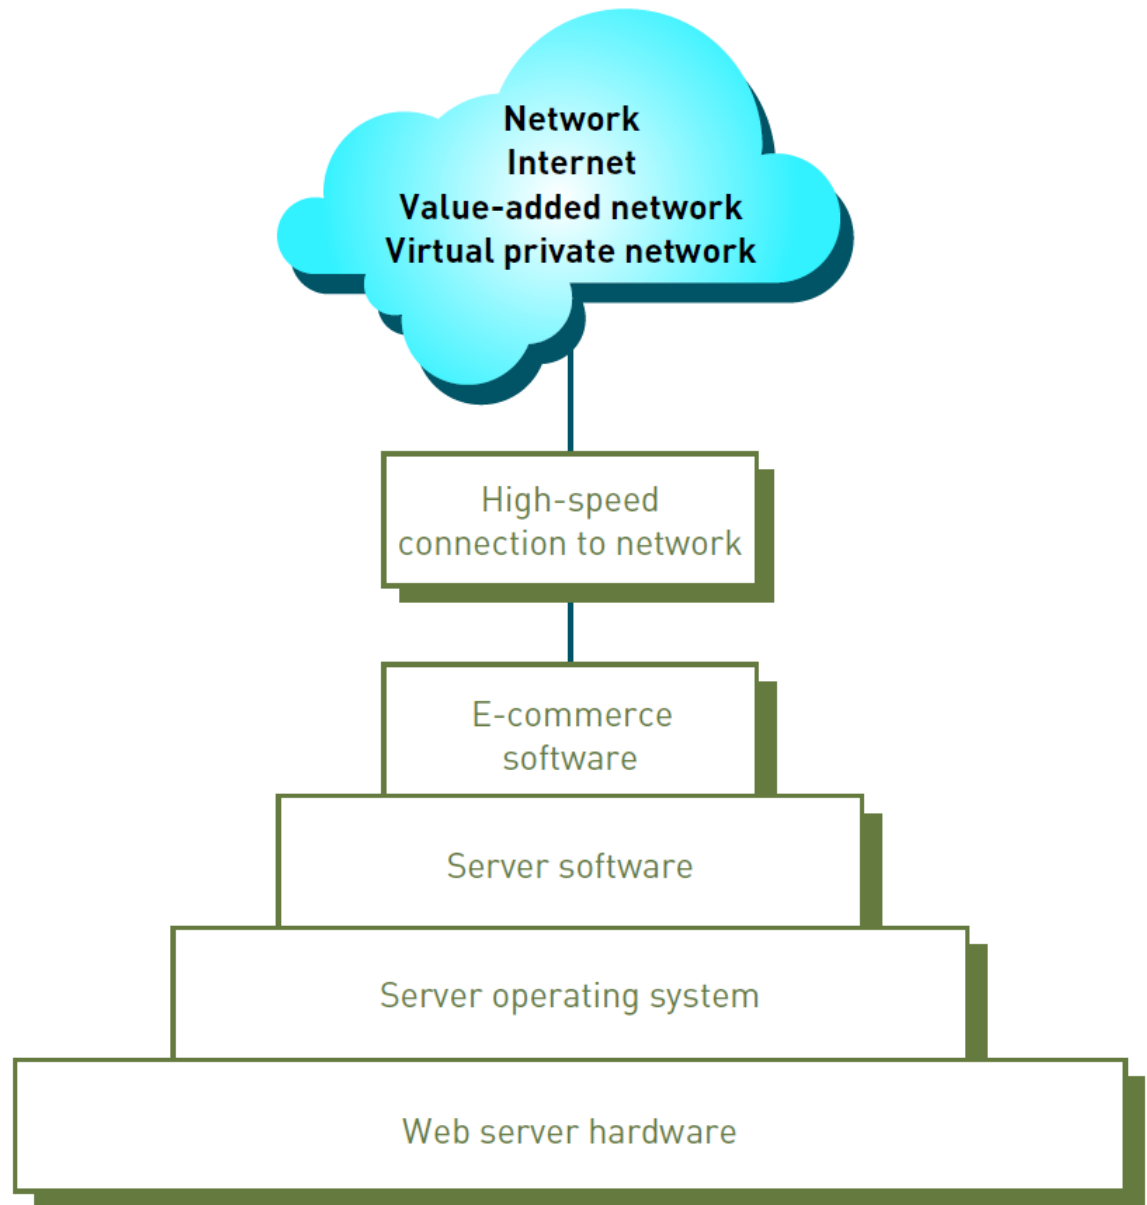 Network
Internet
Value-added network
Virtual private network
High-speed
connection to network
E-commerce
software
Server software
Server operating system
Web server hardware